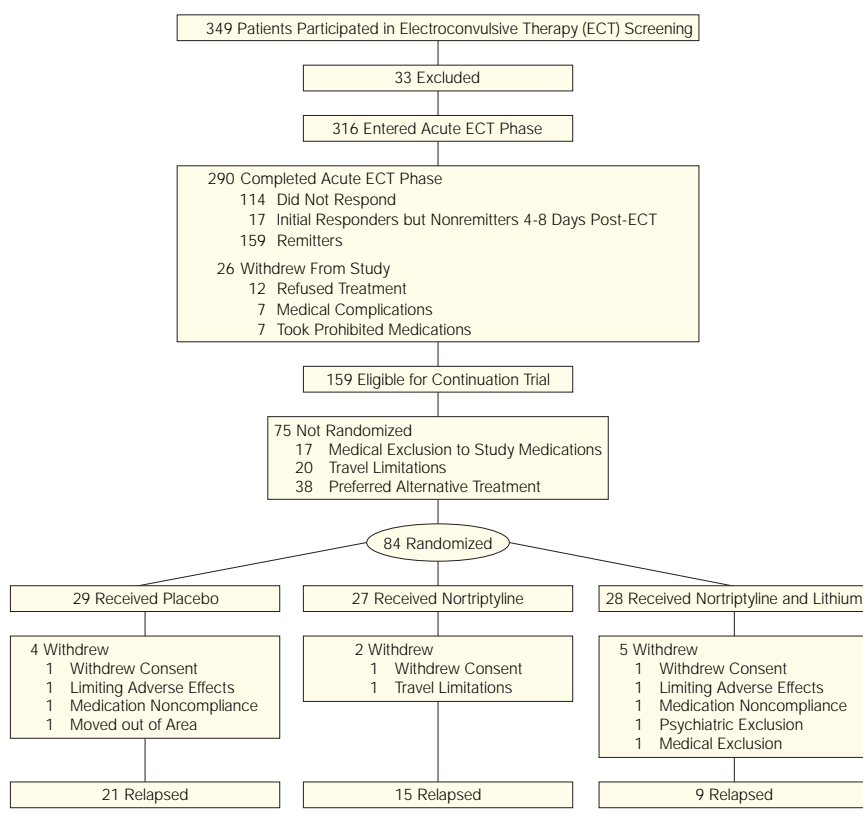 349 Patients Participated in Electroconvulsive Therapy (ECT) Screening
33 Excluded
316 Entered Acute ECT Phase
290 Completed Acute ECT Phase
114 Did Not Respond
17 Initial Responders but Nonremitters 4-8 Days Post-ECT
159 Remitters
26 Withdrew From Study
12 Refused Treatment
7 Medical Complications
7 Took Prohibited Medications
159 Eligible for Continuation Trial
75 Not Randomized
17 Medical Exclusion to Study Medications
20 Travel Limitations
38 Preferred Alternative Treatment
84 Randomized
29 Received Placebo
4 Withdrew
1 Withdrew Consent
1 Limiting Adverse Effects
1 Medication Noncompliance
1 Moved out of Area
21 Relapsed
27 Received Nortriptyline
2 Withdrew
1 Withdrew Consent
1 Travel Limitations
15 Relapsed
28 Received Nortriptyline and Lithium
5 Withdrew
1 Withdrew Consent
1 Limiting Adverse Effects
1 Medication Noncompliance
1 Psychiatric Exclusion
1 Medical Exclusion
9 Relapsed